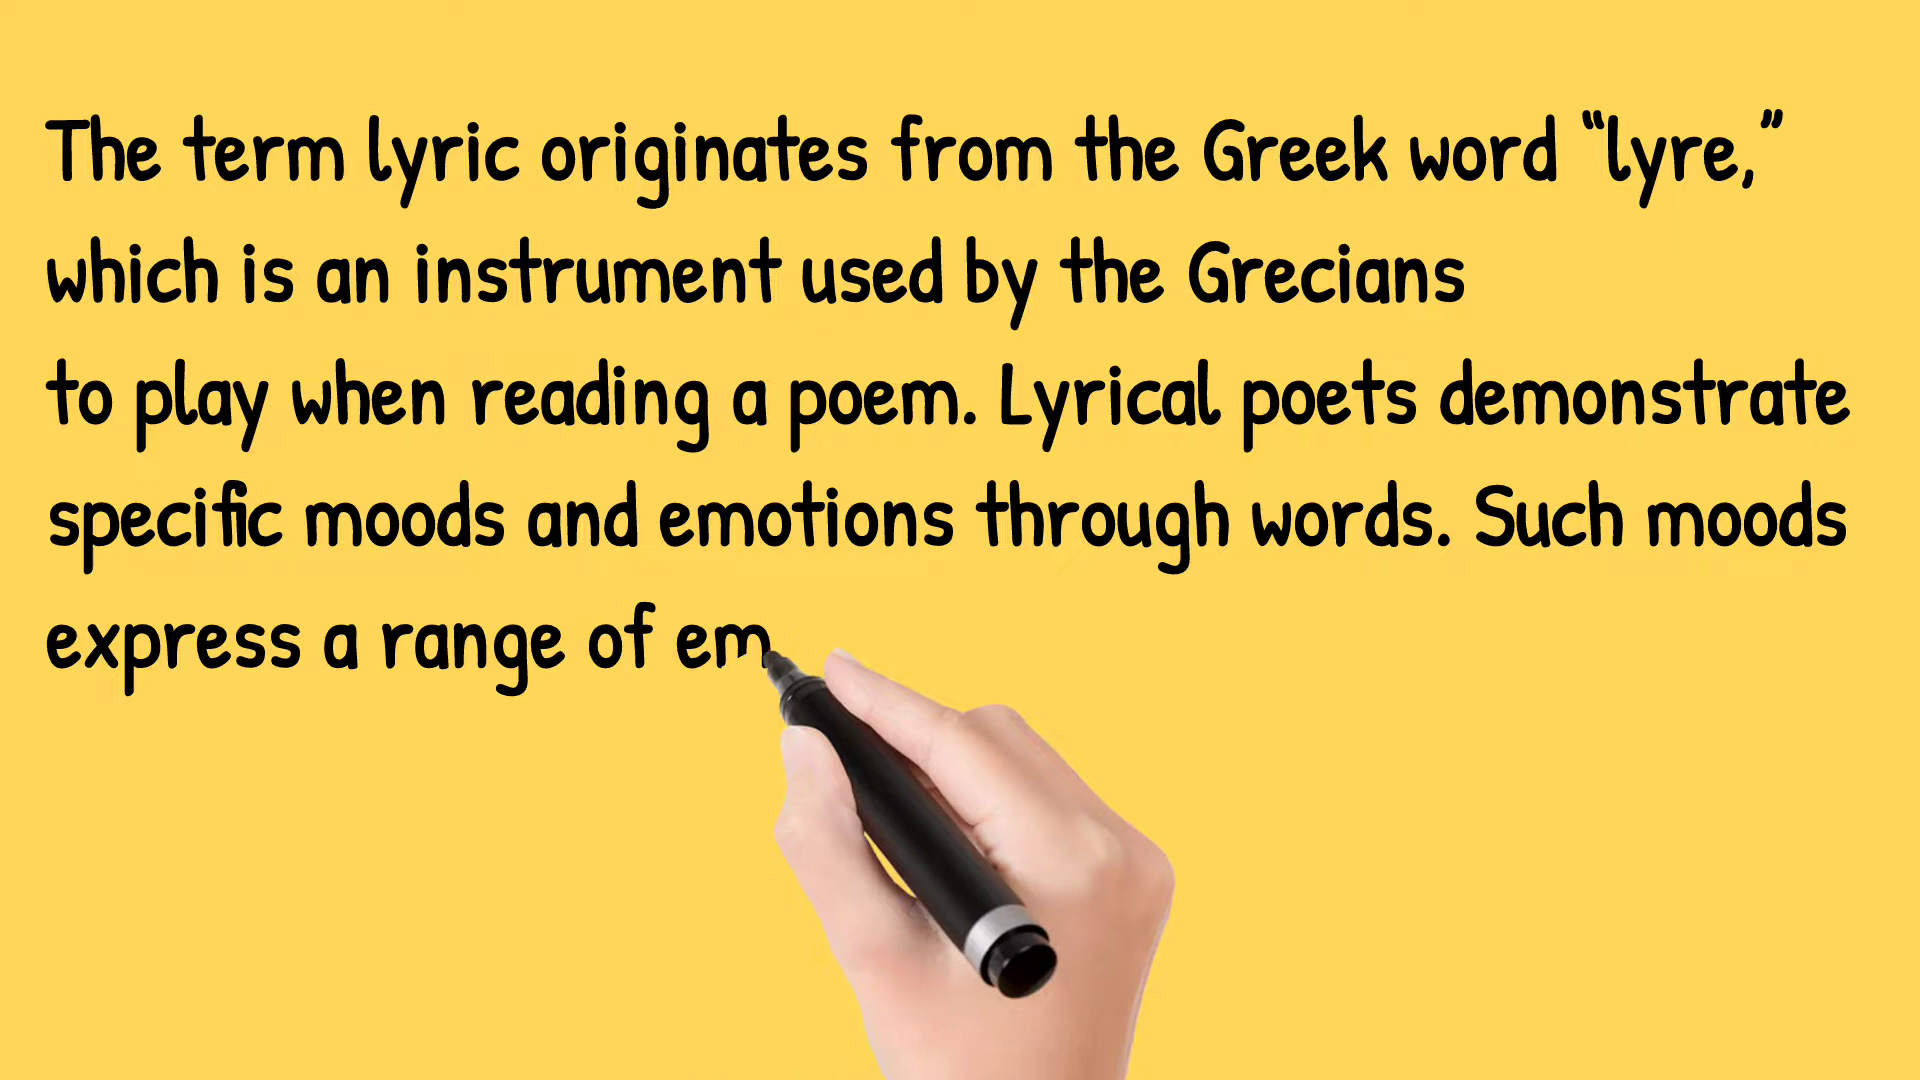 The term lyric originates from the Greek word “lyre,”
which is an instrument used by the Grecians
to play when reading a poem. Lyrical poets demonstrate
specific moods and emotions through words. Such moods
express a range of em